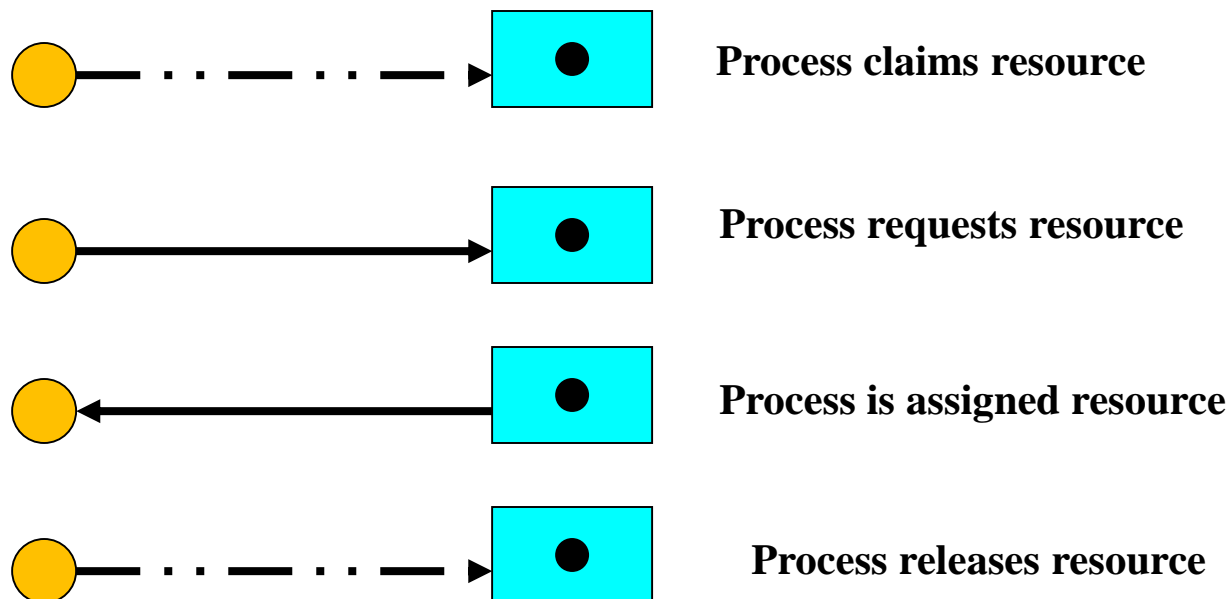 Process claims resource
Process requests resource
Process is assigned resource
Process releases resource